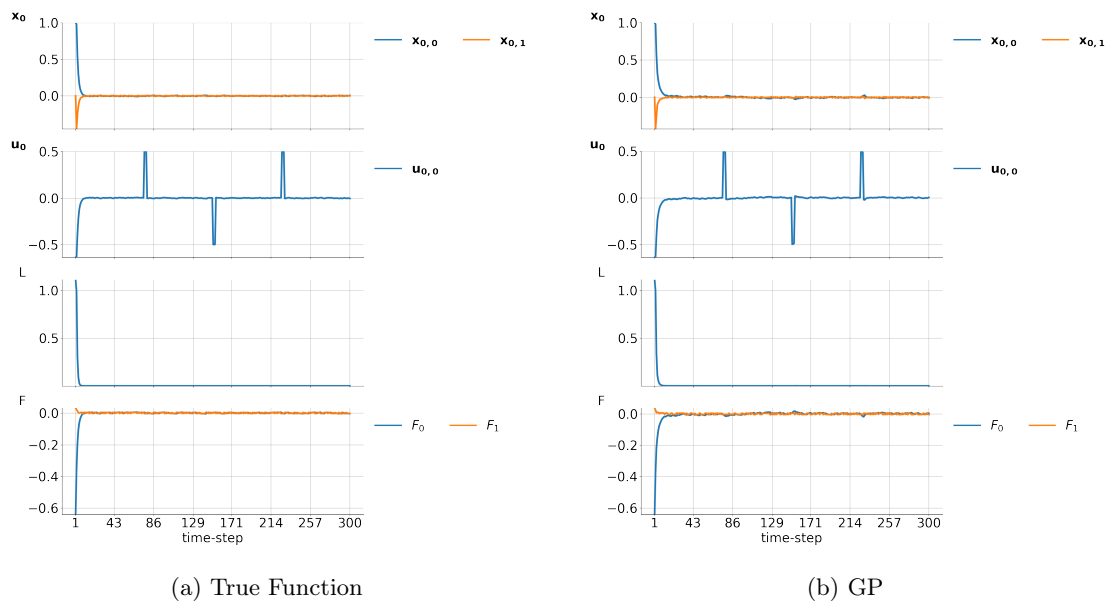 x₀
1.0
0.5
0.0
x₀,₀ x₀,₁
u₀
0.5
0.0
−0.5
u₀,₀
L
1.0
0.5
F
0.0
−0.2
−0.4
−0.6
F₀ F₁
1 43 86 129 171 214 257 300
time-step
(a) True Function
x₀
1.0
0.5
0.0
x₀,₀ x₀,₁
u₀
0.5
0.0
−0.5
u₀,₀
L
1.0
0.5
F
0.0
−0.2
−0.4
−0.6
F₀ F₁
1 43 86 129 171 214 257 300
time-step
(b) GP